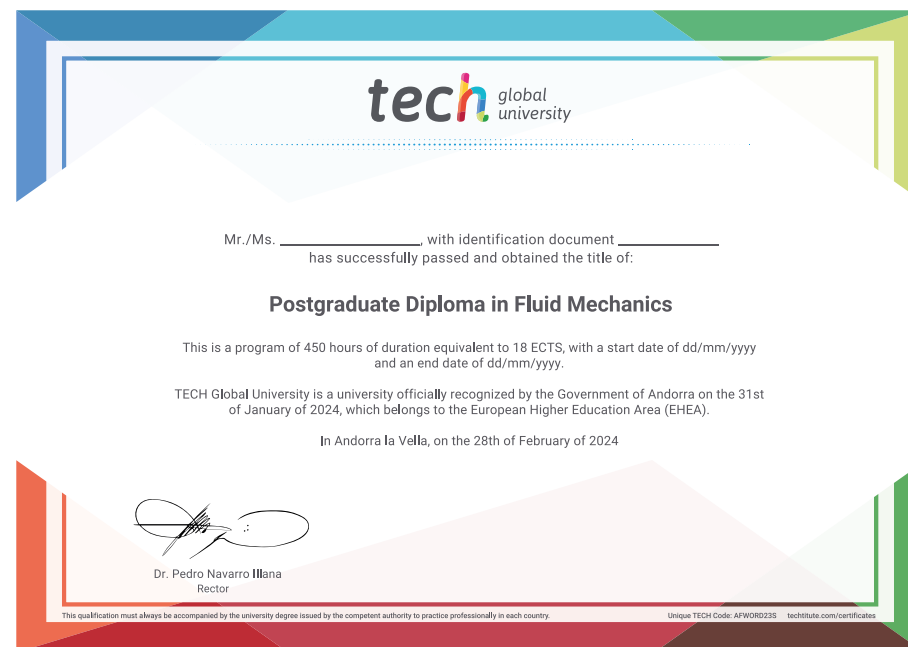 tech global university
Mr./Ms. ____________, with identification document ____________
has successfully passed and obtained the title of:
Postgraduate Diploma in Fluid Mechanics
This is a program of 450 hours of duration equivalent to 18 ECTS, with a start date of dd/mm/yyyy
and an end date of dd/mm/yyyy.
TECH Global University is a university officially recognized by the Government of Andorra on the 31st
of January of 2024, which belongs to the European Higher Education Area (EHEA).
In Andorra la Vella, on the 28th of February of 2024
Dr. Pedro Navarro Illana
Rector
This qualification must always be accompanied by the university degree issued by the competent authority to practice professionally in each country.
Unique TECH Code: AFWORD23S techtitute.com/certificates